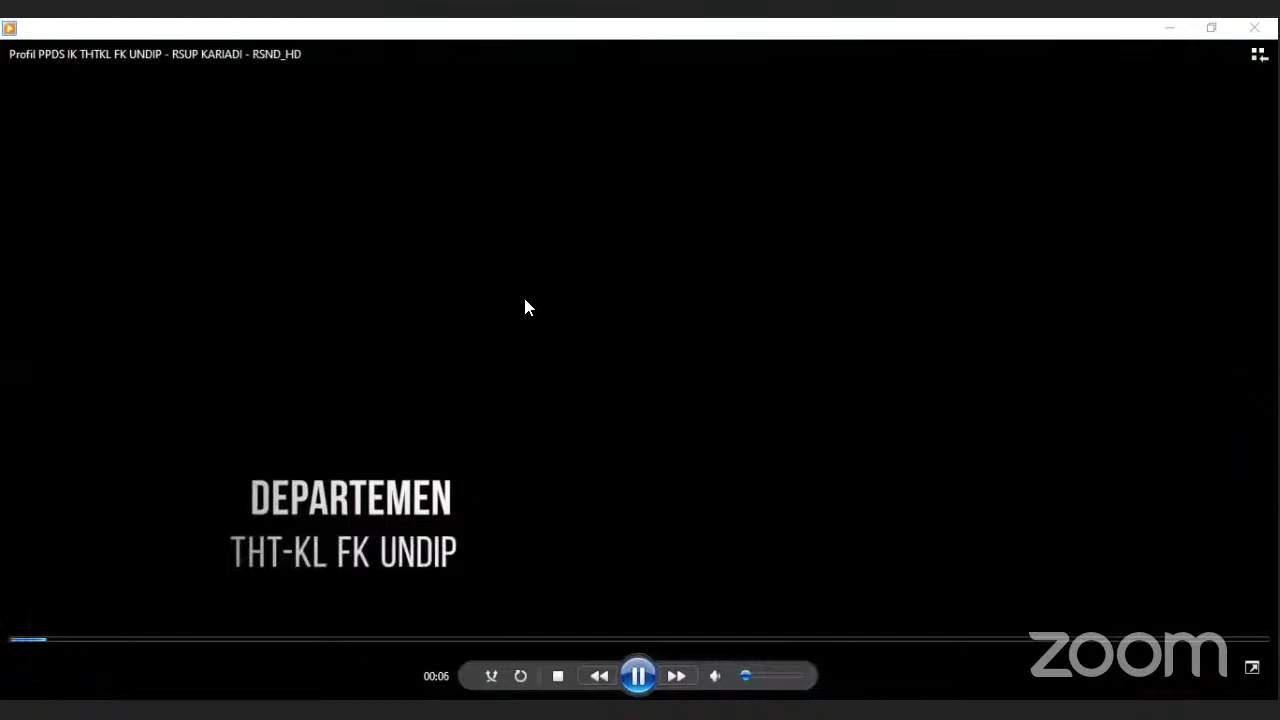 Profil PPDS IK THTKL FK UNDIP - RSUP KARIADI - RSND_HD
DEPARTEMEN
THT-KL FK UNDIP
00:06
zoom